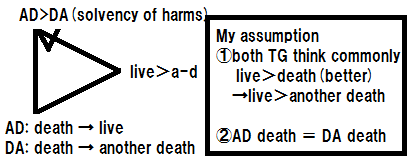 AD>DA(solvency of harms)
live>a-d
AD: death → live
DA: death → another death
My assumption
①both TG think commonly
live>death(better)
→live>another death
②AD death = DA death